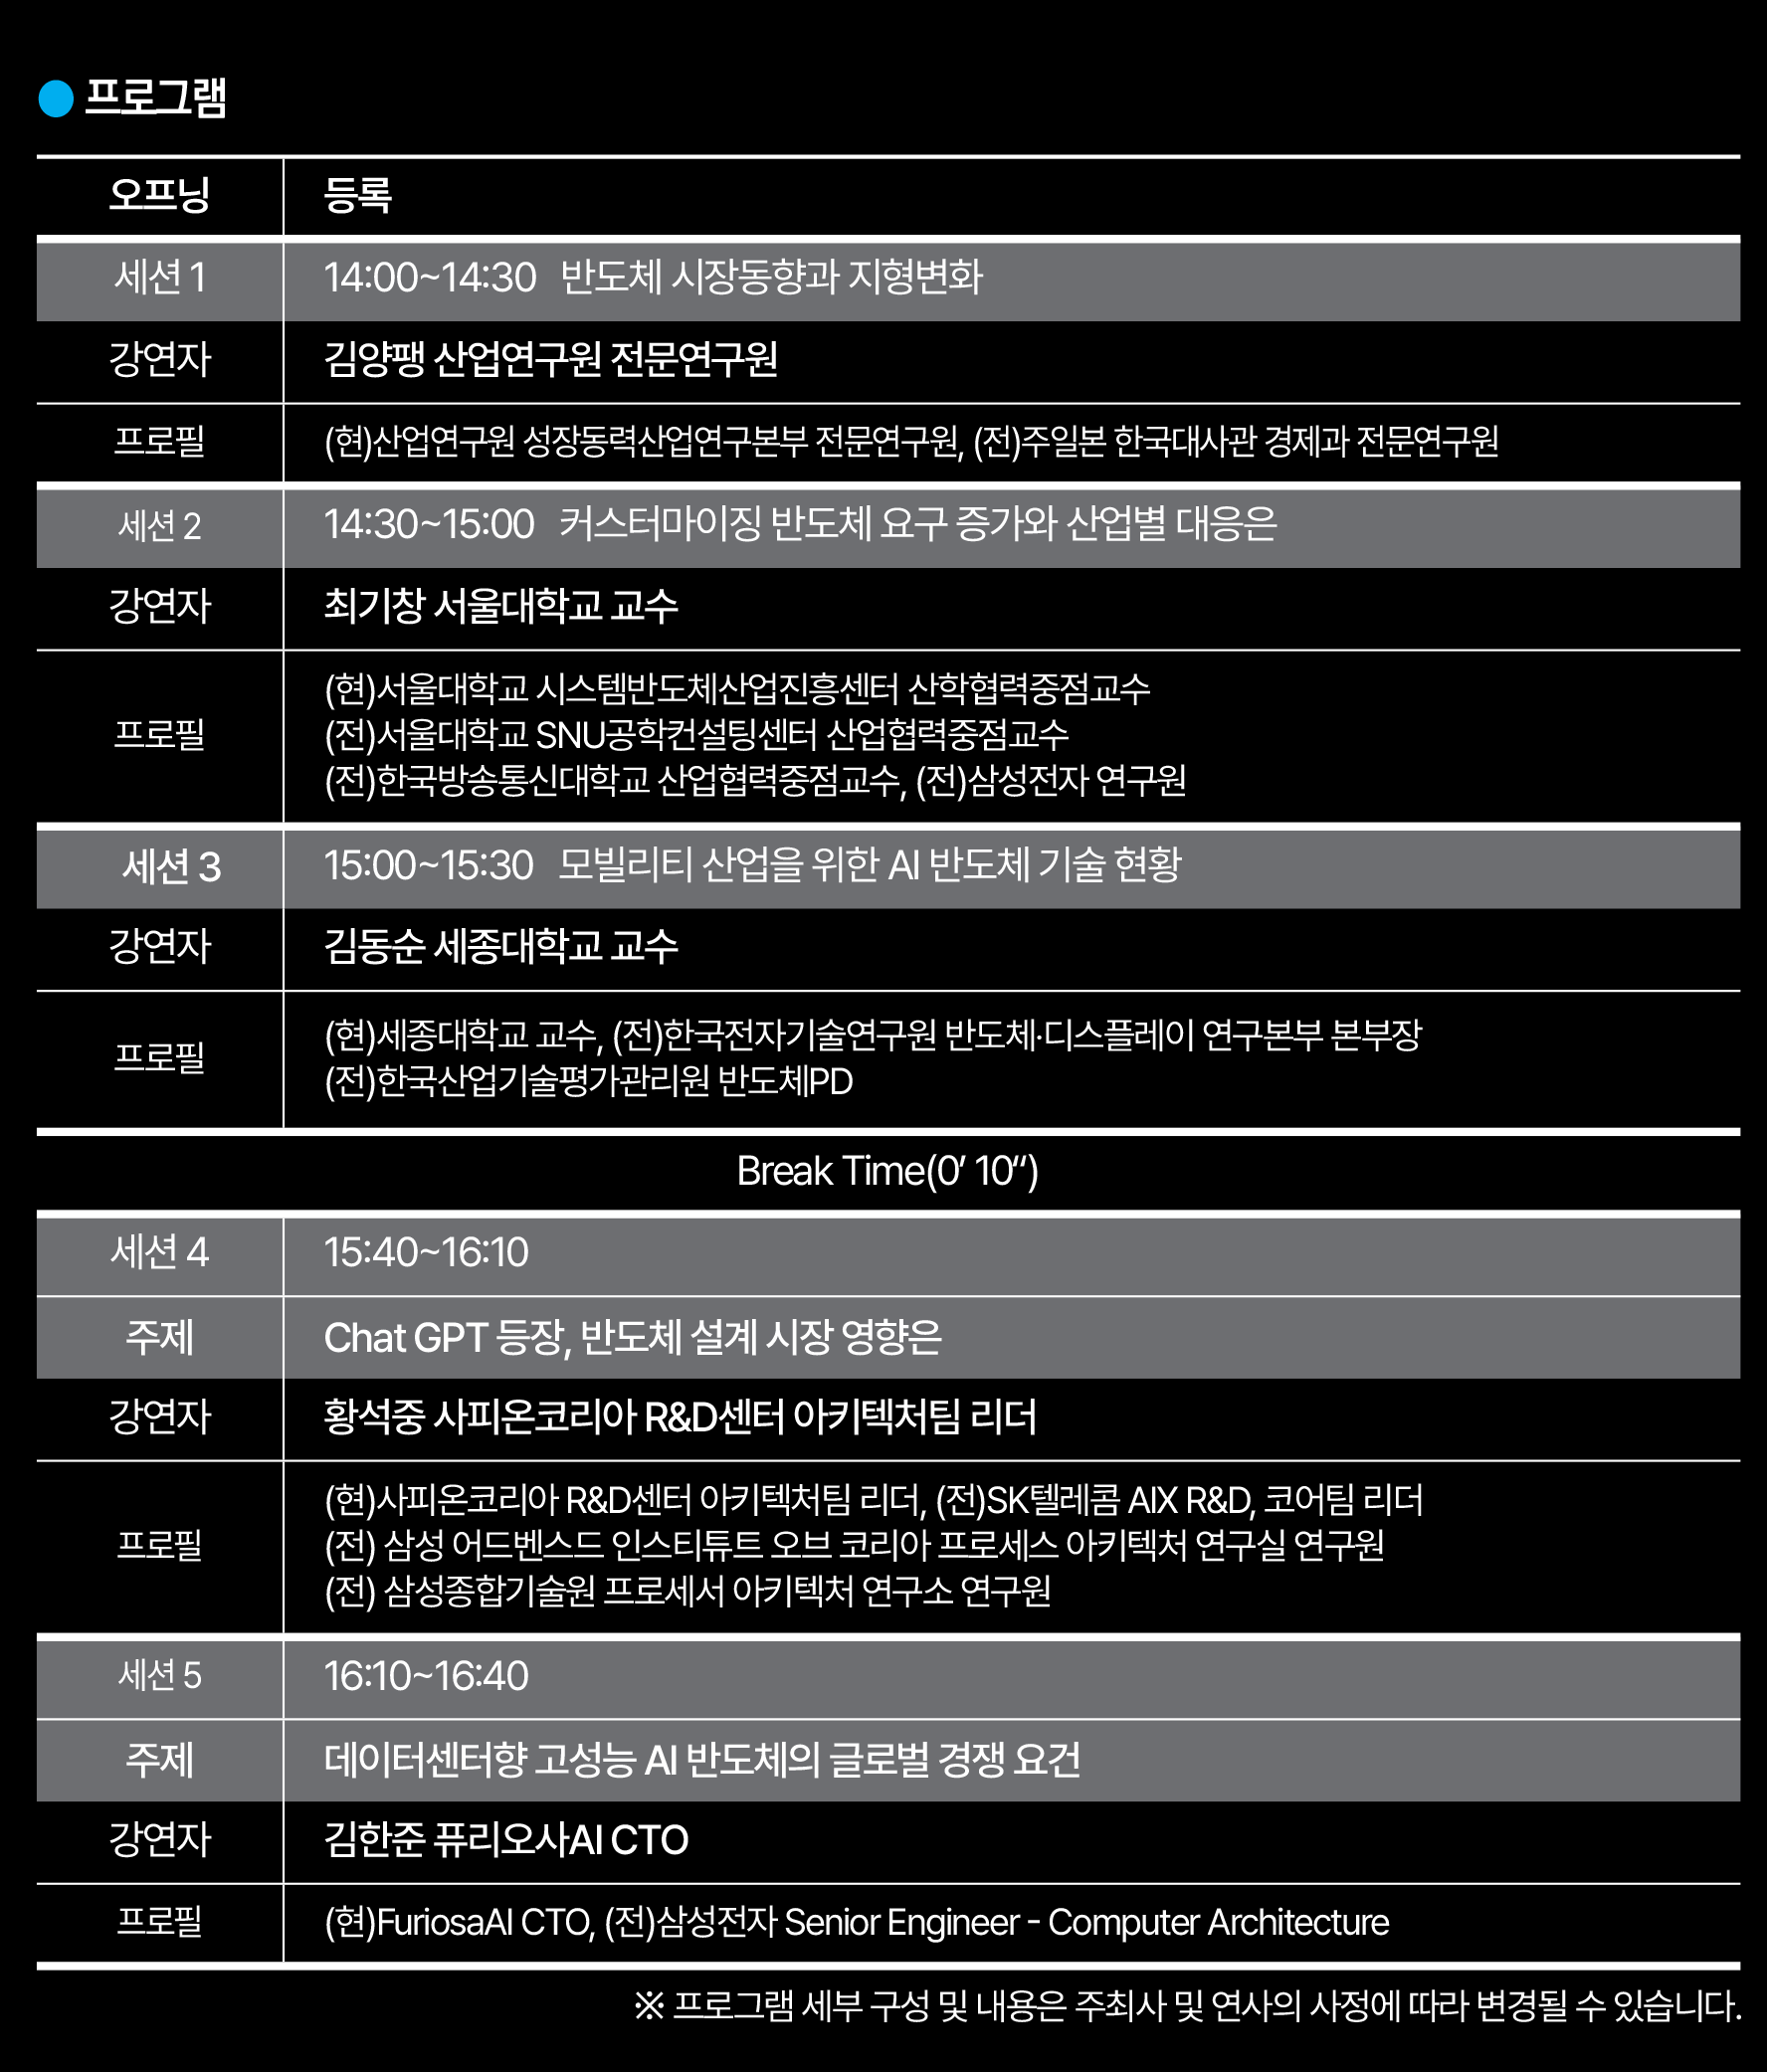 프로그램
오프닝 등록
세션 1 14:00~14:30 반도체 시장동향과 지형변화
강연자 김양팽 산업연구원 전문연구원
프로필 (현)산업연구원 성장동력산업연구본부 전문연구원, (전)주일본 한국대사관 경제과 전문연구원
세션 2 14:30~15:00 커스터마이징 반도체 요구 증가와 산업별 대응은
강연자 최기창 서울대학교 교수
프로필
(현)서울대학교 시스템반도체산업진흥센터 산학협력중점교수
(전)서울대학교 SNU공학컨설팅센터 산업협력중점교수
(전)한국방송통신대학교 산업협력중점교수, (전)삼성전자 연구원
세션 3 15:00~15:30 모빌리티 산업을 위한 AI 반도체 기술 현황
강연자 김동순 세종대학교 교수
프로필
(현)세종대학교 교수, (전)한국전자기술연구원 반도체·디스플레이 연구본부 본부장
(전)한국산업기술평가관리원 반도체PD
Break Time(0’ 10“)
세션 4 15:40~16:10
주제 Chat GPT 등장, 반도체 설계 시장 영향은
강연자 황석중 사피온코리아 R&D센터 아키텍처팀 리더
프로필
(현)사피온코리아 R&D센터 아키텍처팀 리더, (전)SK텔레콤 AIX R&D, 코어팀 리더
(전) 삼성 어드벤스드 인스티튜트 오브 코리아 프로세스 아키텍처 연구실 연구원
(전) 삼성종합기술원 프로세서 아키텍처 연구소 연구원
세션 5 16:10~16:40
주제 데이터센터향 고성능 AI 반도체의 글로벌 경쟁 요건
강연자 김한준 퓨리오사AI CTO
프로필 (현)FuriosaAI CTO, (전)삼성전자 Senior Engineer - Computer Architecture
※ 프로그램 세부 구성 및 내용은 주최사 및 연사의 사정에 따라 변경될 수 있습니다.